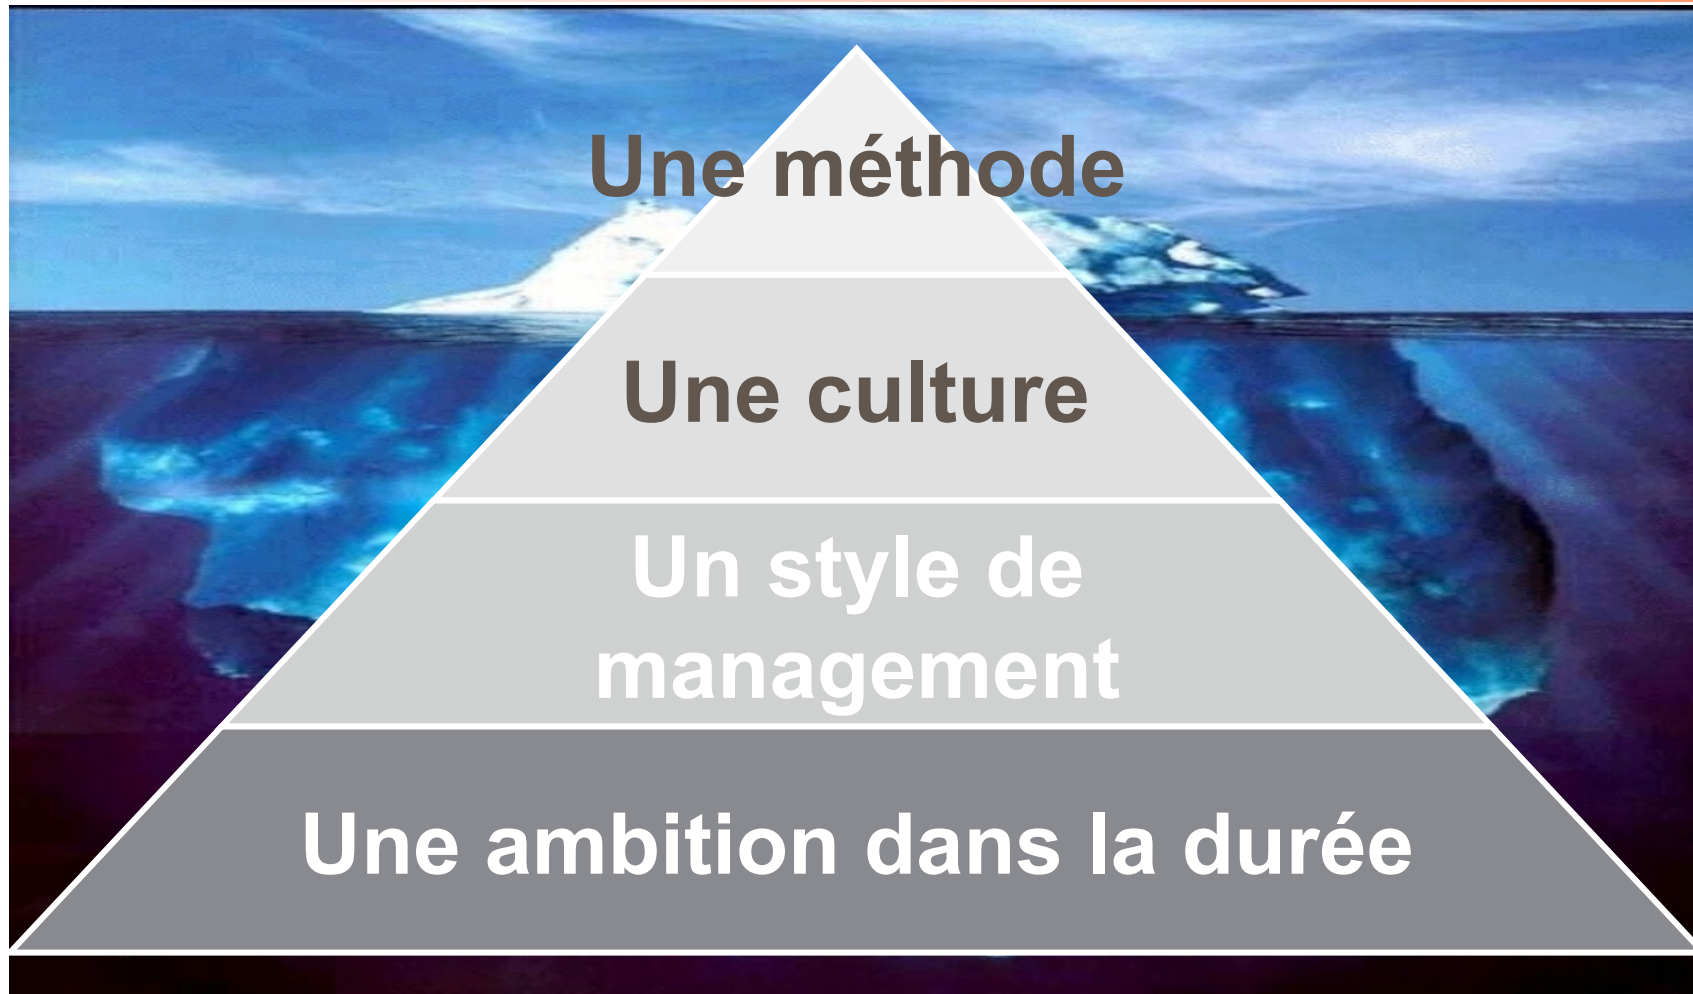 Une méthode
Une culture
Un style de
management
Une ambition dans la durée